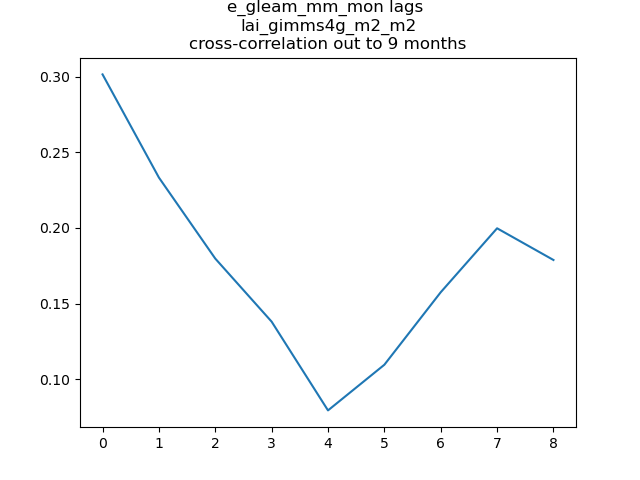 e_gleam_mm_mon lags
lai_gimms4g_m2_m2
cross-correlation out to 9 months
0.30
0.25
0.20
0.15
0.10
0 1 2 3 4 5 6 7 8